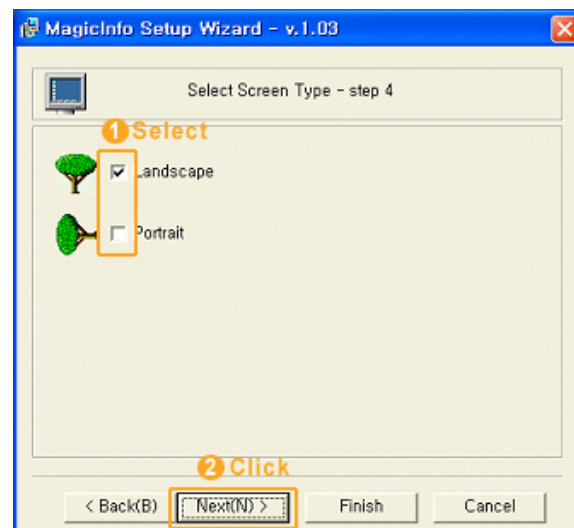 MagicInfo Setup Wizard - v.1.03
Select Screen Type - step 4
1 Select
Landscape
Portrait
2 Click
< Back(B) Next(N) > Finish Cancel